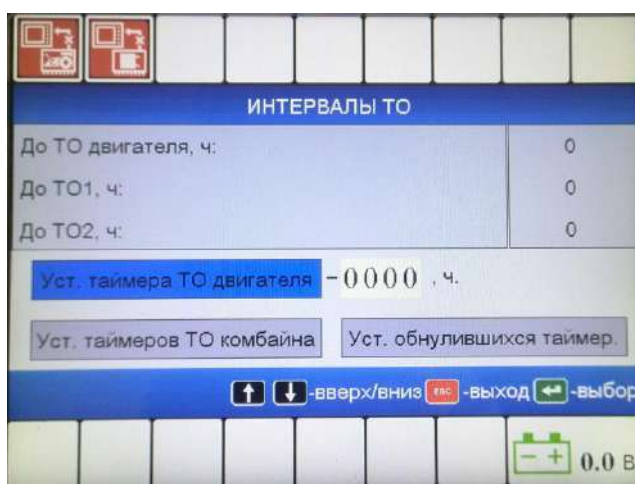 ИНТЕРВАЛЫ ТО
До ТО двигателя, ч: 0
До ТО1, ч: 0
До ТО2, ч: 0
Уст. таймера ТО двигателя -0000 , ч.
Уст. таймеров ТО комбайна Уст. обнулившихся таймер.
-вверх/вниз ESC -выход -выбор
- + 0.0 В